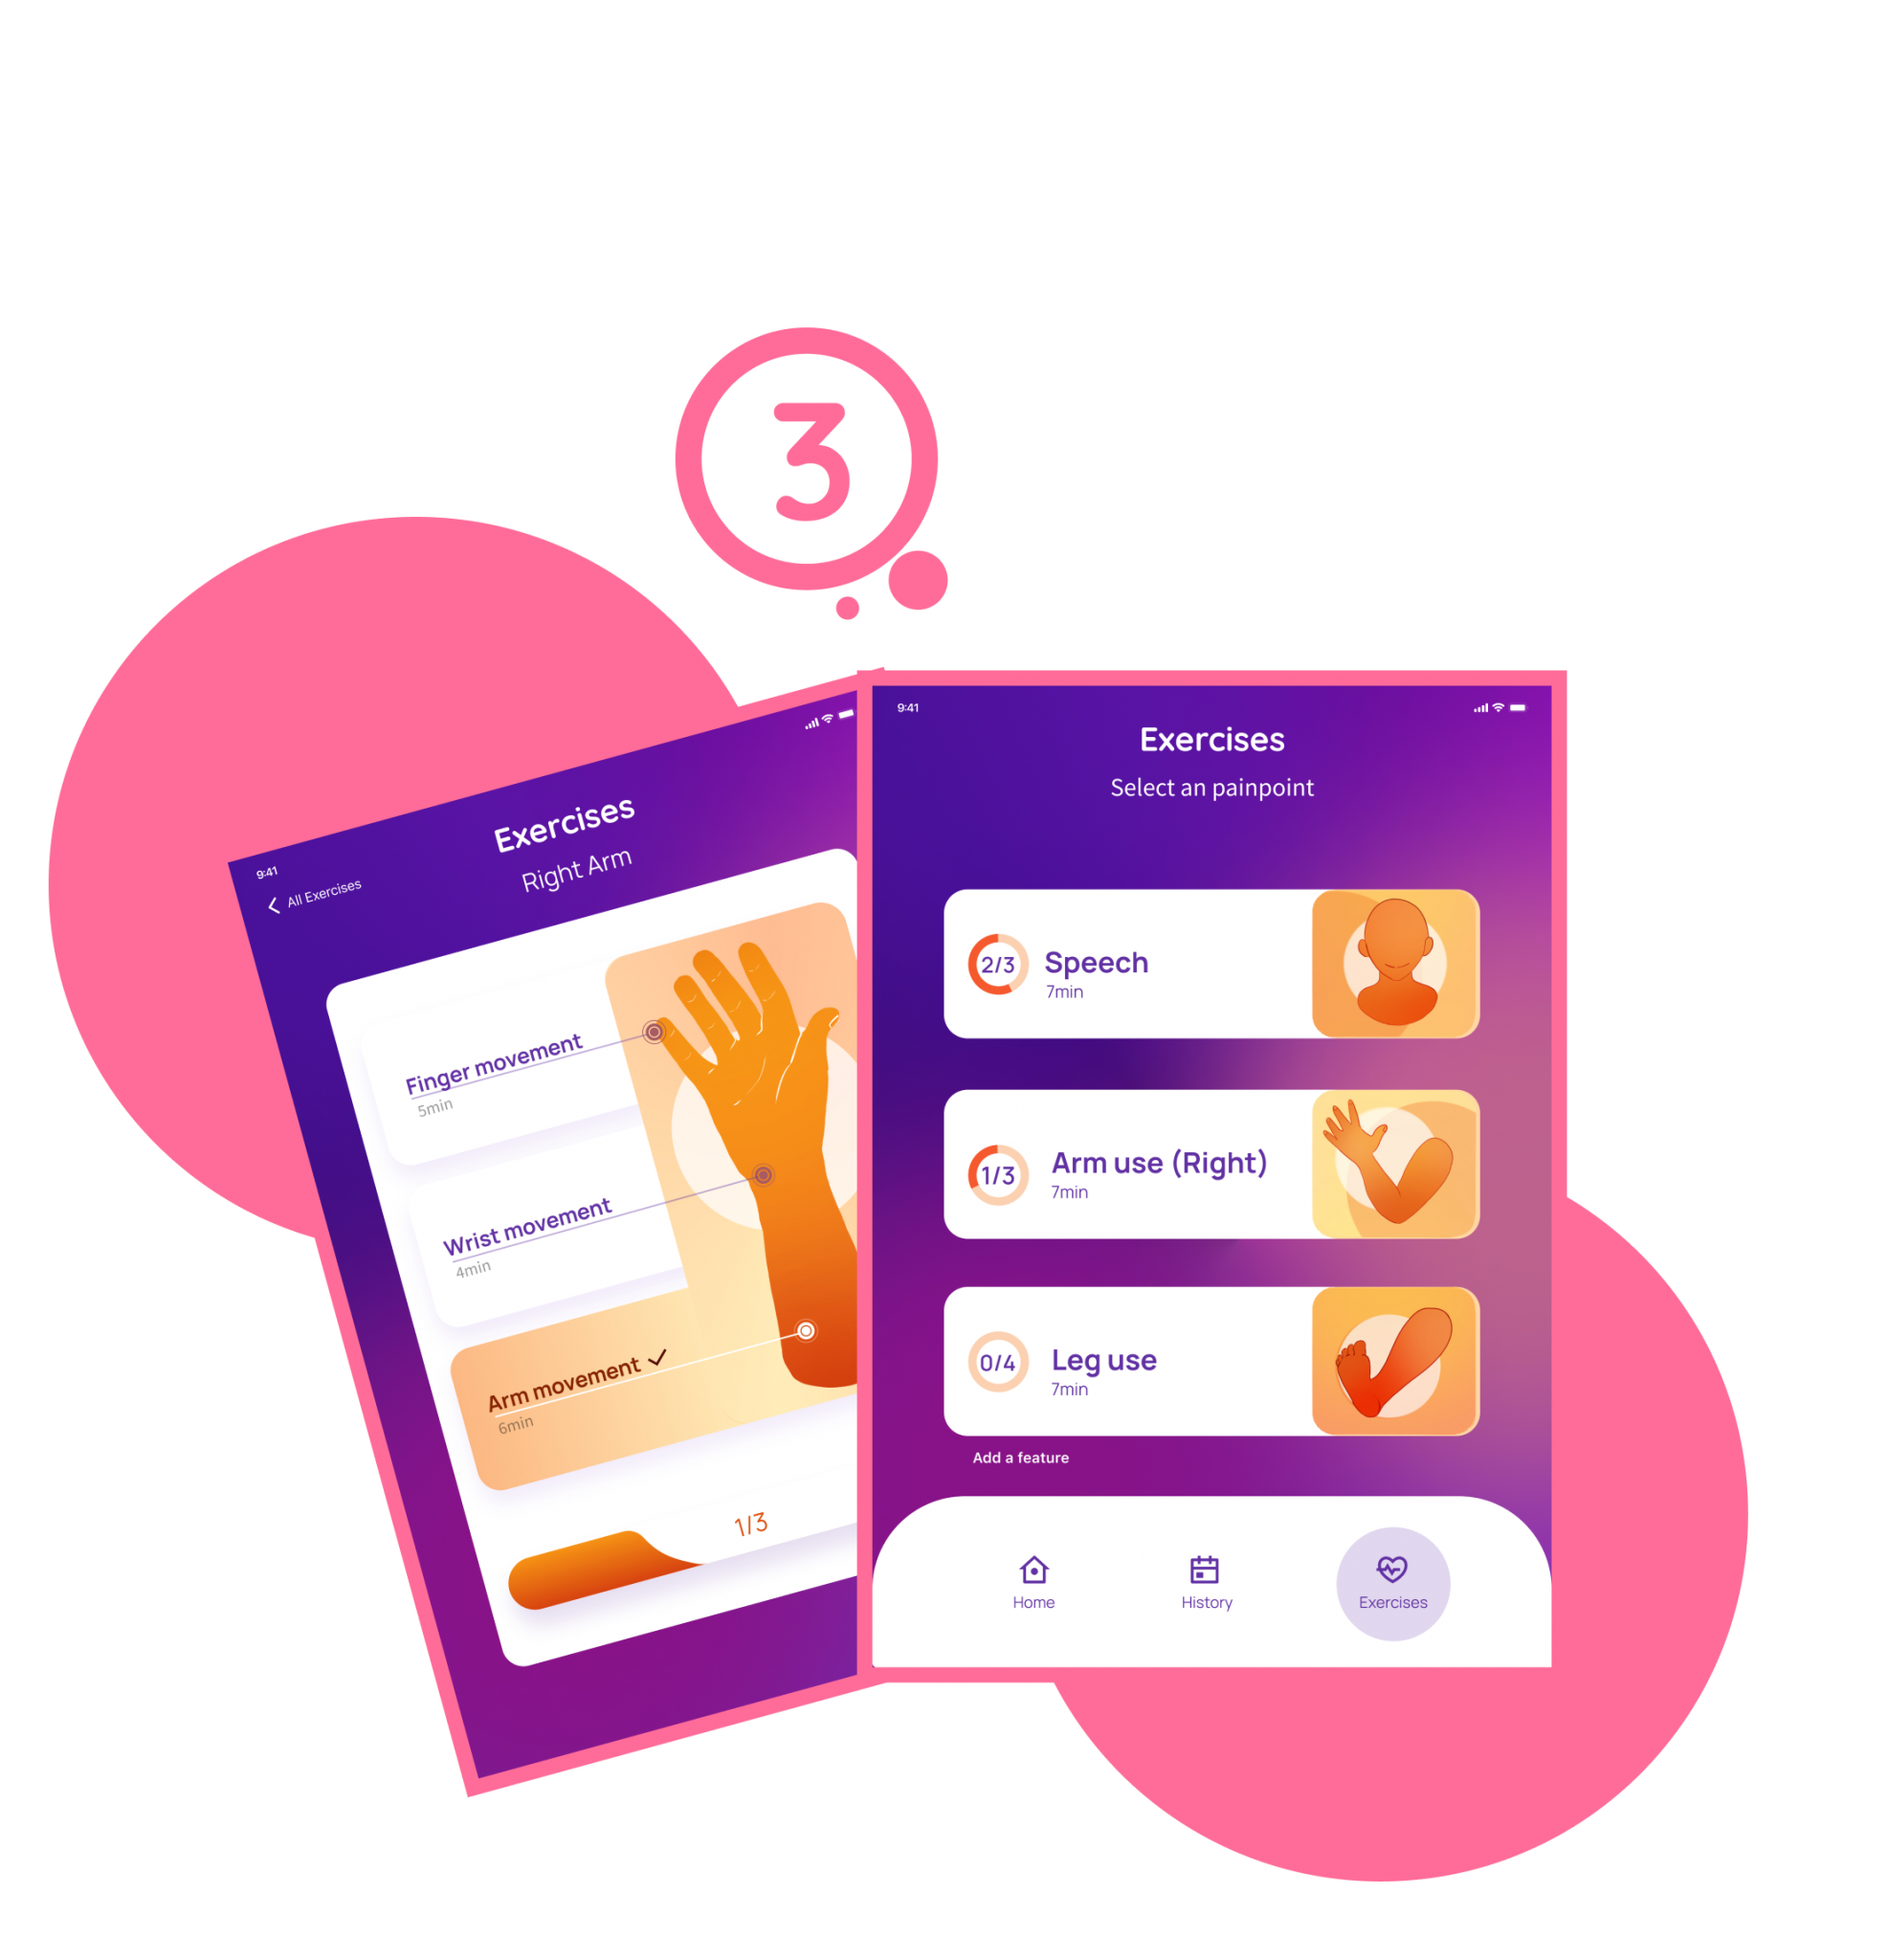 3
9:41
All Exercises
Exercises
Right Arm
Finger movement
5min
Wrist movement
4min
Arm movement
6min
1/3
9:41
Exercises
Select an painpoint
2/3
Speech
7min
1/3
Arm use (Right)
7min
0/4
Leg use
7min
Add a feature
Home
History
Exercises